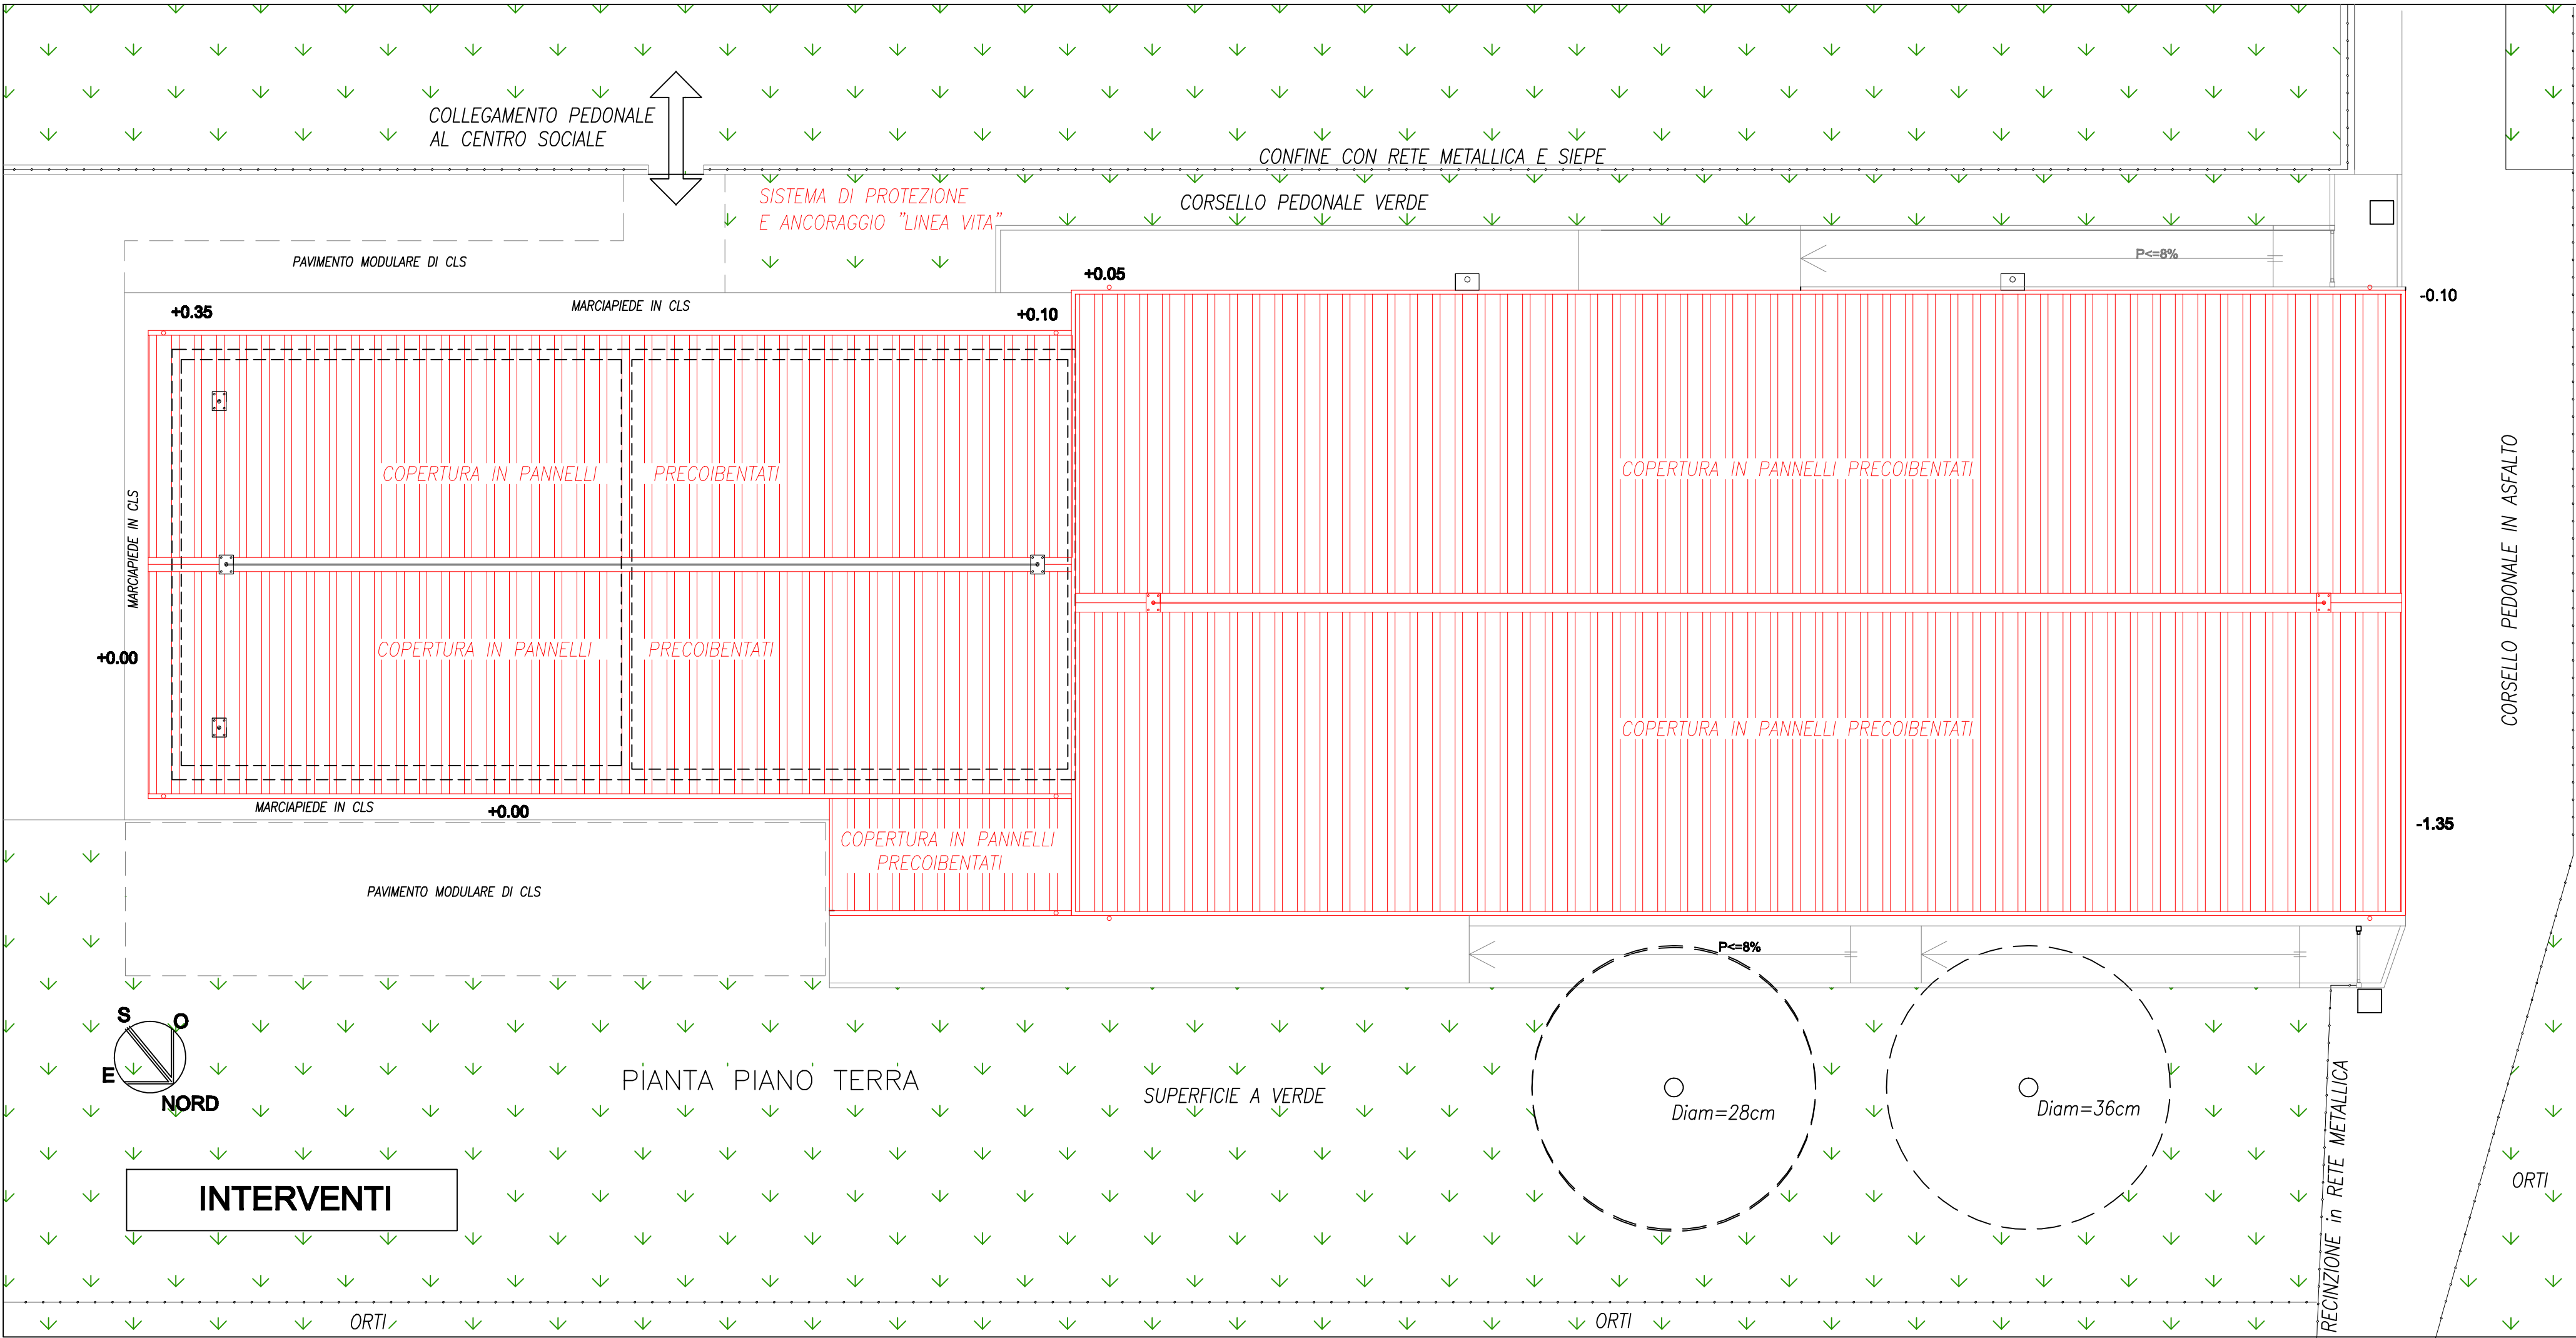 COLLEGAMENTO PEDONALE
AL CENTRO SOCIALE
CONFINE CON RETE METALLICA E SIEPE
SISTEMA DI PROTEZIONE
E ANCORAGGIO "LINEA VITA"
CORSELLO PEDONALE VERDE
PAVIMENTO MODULARE DI CLS
P<=8%
+0.05
-0.10
+0.35
MARCIAPIEDE IN CLS
+0.10
COPERTURA IN PANNELLI PRECOIBENTATI
COPERTURA IN PANNELLI PRECOIBENTATI
MARCIAPIEDE IN CLS
CORSELLO PEDONALE IN ASFALTO
+0.00
COPERTURA IN PANNELLI PRECOIBENTATI
COPERTURA IN PANNELLI PRECOIBENTATI
MARCIAPIEDE IN CLS
+0.00
-1.35
COPERTURA IN PANNELLI
PRECOIBENTATI
PAVIMENTO MODULARE DI CLS
P<=8%
S
O
E
NORD
PIANTA PIANO TERRA
SUPERFICIE A VERDE
Diam=28cm
Diam=36cm
RECINZIONE in RETE METALLICA
ORTI
INTERVENTI
ORTI
ORTI